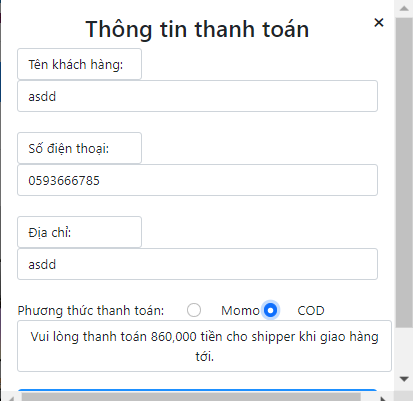 Thông tin thanh toán
Tên khách hàng:
asdd
Số điện thoại:
0593666785
Địa chỉ:
asdd
Phương thức thanh toán: Momo COD
Vui lòng thanh toán 860,000 tiền cho shipper khi giao hàng
tới.